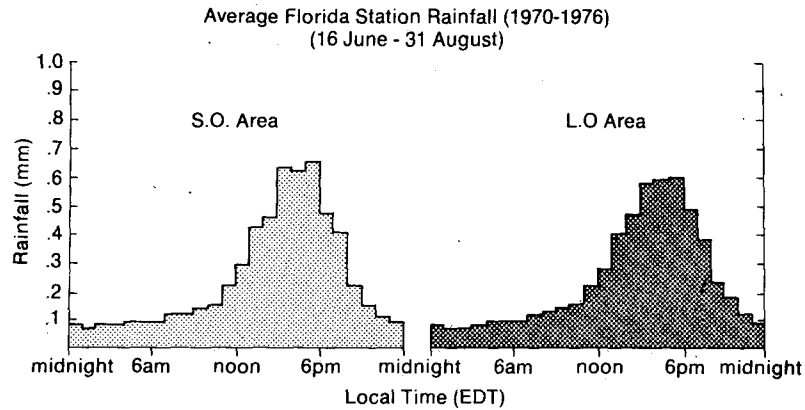 Average Florida Station Rainfall (1970-1976)
(16 June - 31 August)
Rainfall (mm)
1.0
.9
.8
.7
.6
.5
.4
.3
.2
.1
S.O. Area
L.O Area
midnight 6am noon 6pm midnight 6am noon 6pm midnight
Local Time (EDT)